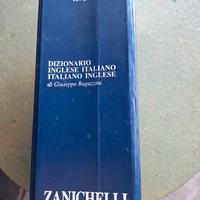 DIZIONARIO
INGLESE ITALIANO
ITALIANO INGLESE
di Giuseppe Ragazzini
ZANICHELLI